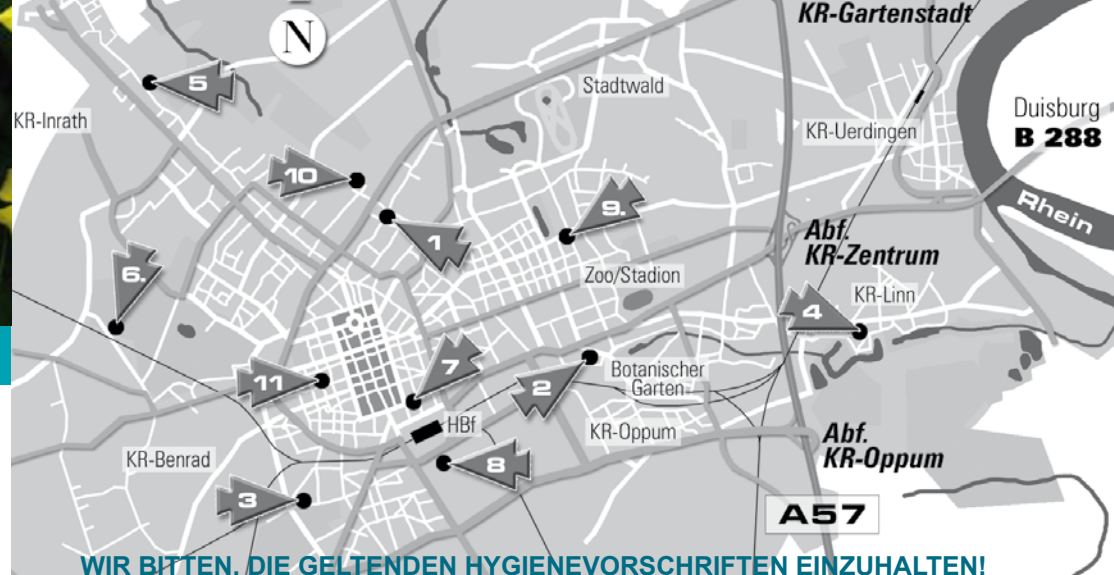 KR-Gartenstadt
N
5
Stadtwald
KR-Inrath
Duisburg
B 288
KR-Uerdingen
10
9.
Rhein
1
Abf.
KR-Zentrum
6.
Zoo/Stadion
KR-Linn
4
7
11
2
Botanischer
Garten
HBf
KR-Oppum
Abf.
KR-Oppum
KR-Benrad
8
3
A57
WIR BITTEN, DIE GELTENDEN HYGIENEVORSCHRIFTEN EINZUHALTEN!